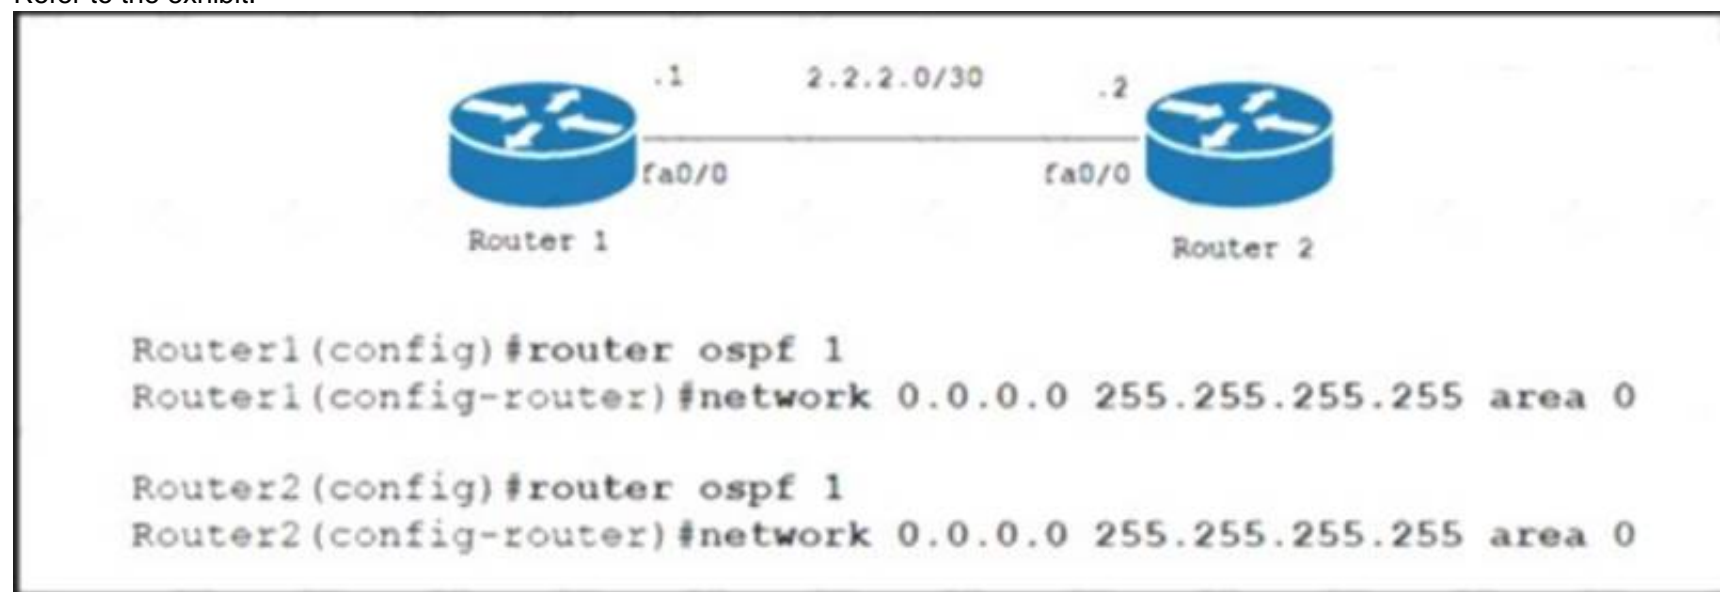 Refer to the exhibit.
.1 2.2.2.0/30 .2
fa0/0 fa0/0
Router 1 Router 2
Router1(config)#router ospf 1
Router1(config-router)#network 0.0.0.0 255.255.255.255 area 0
Router2(config)#router ospf 1
Router2(config-router)#network 0.0.0.0 255.255.255.255 area 0